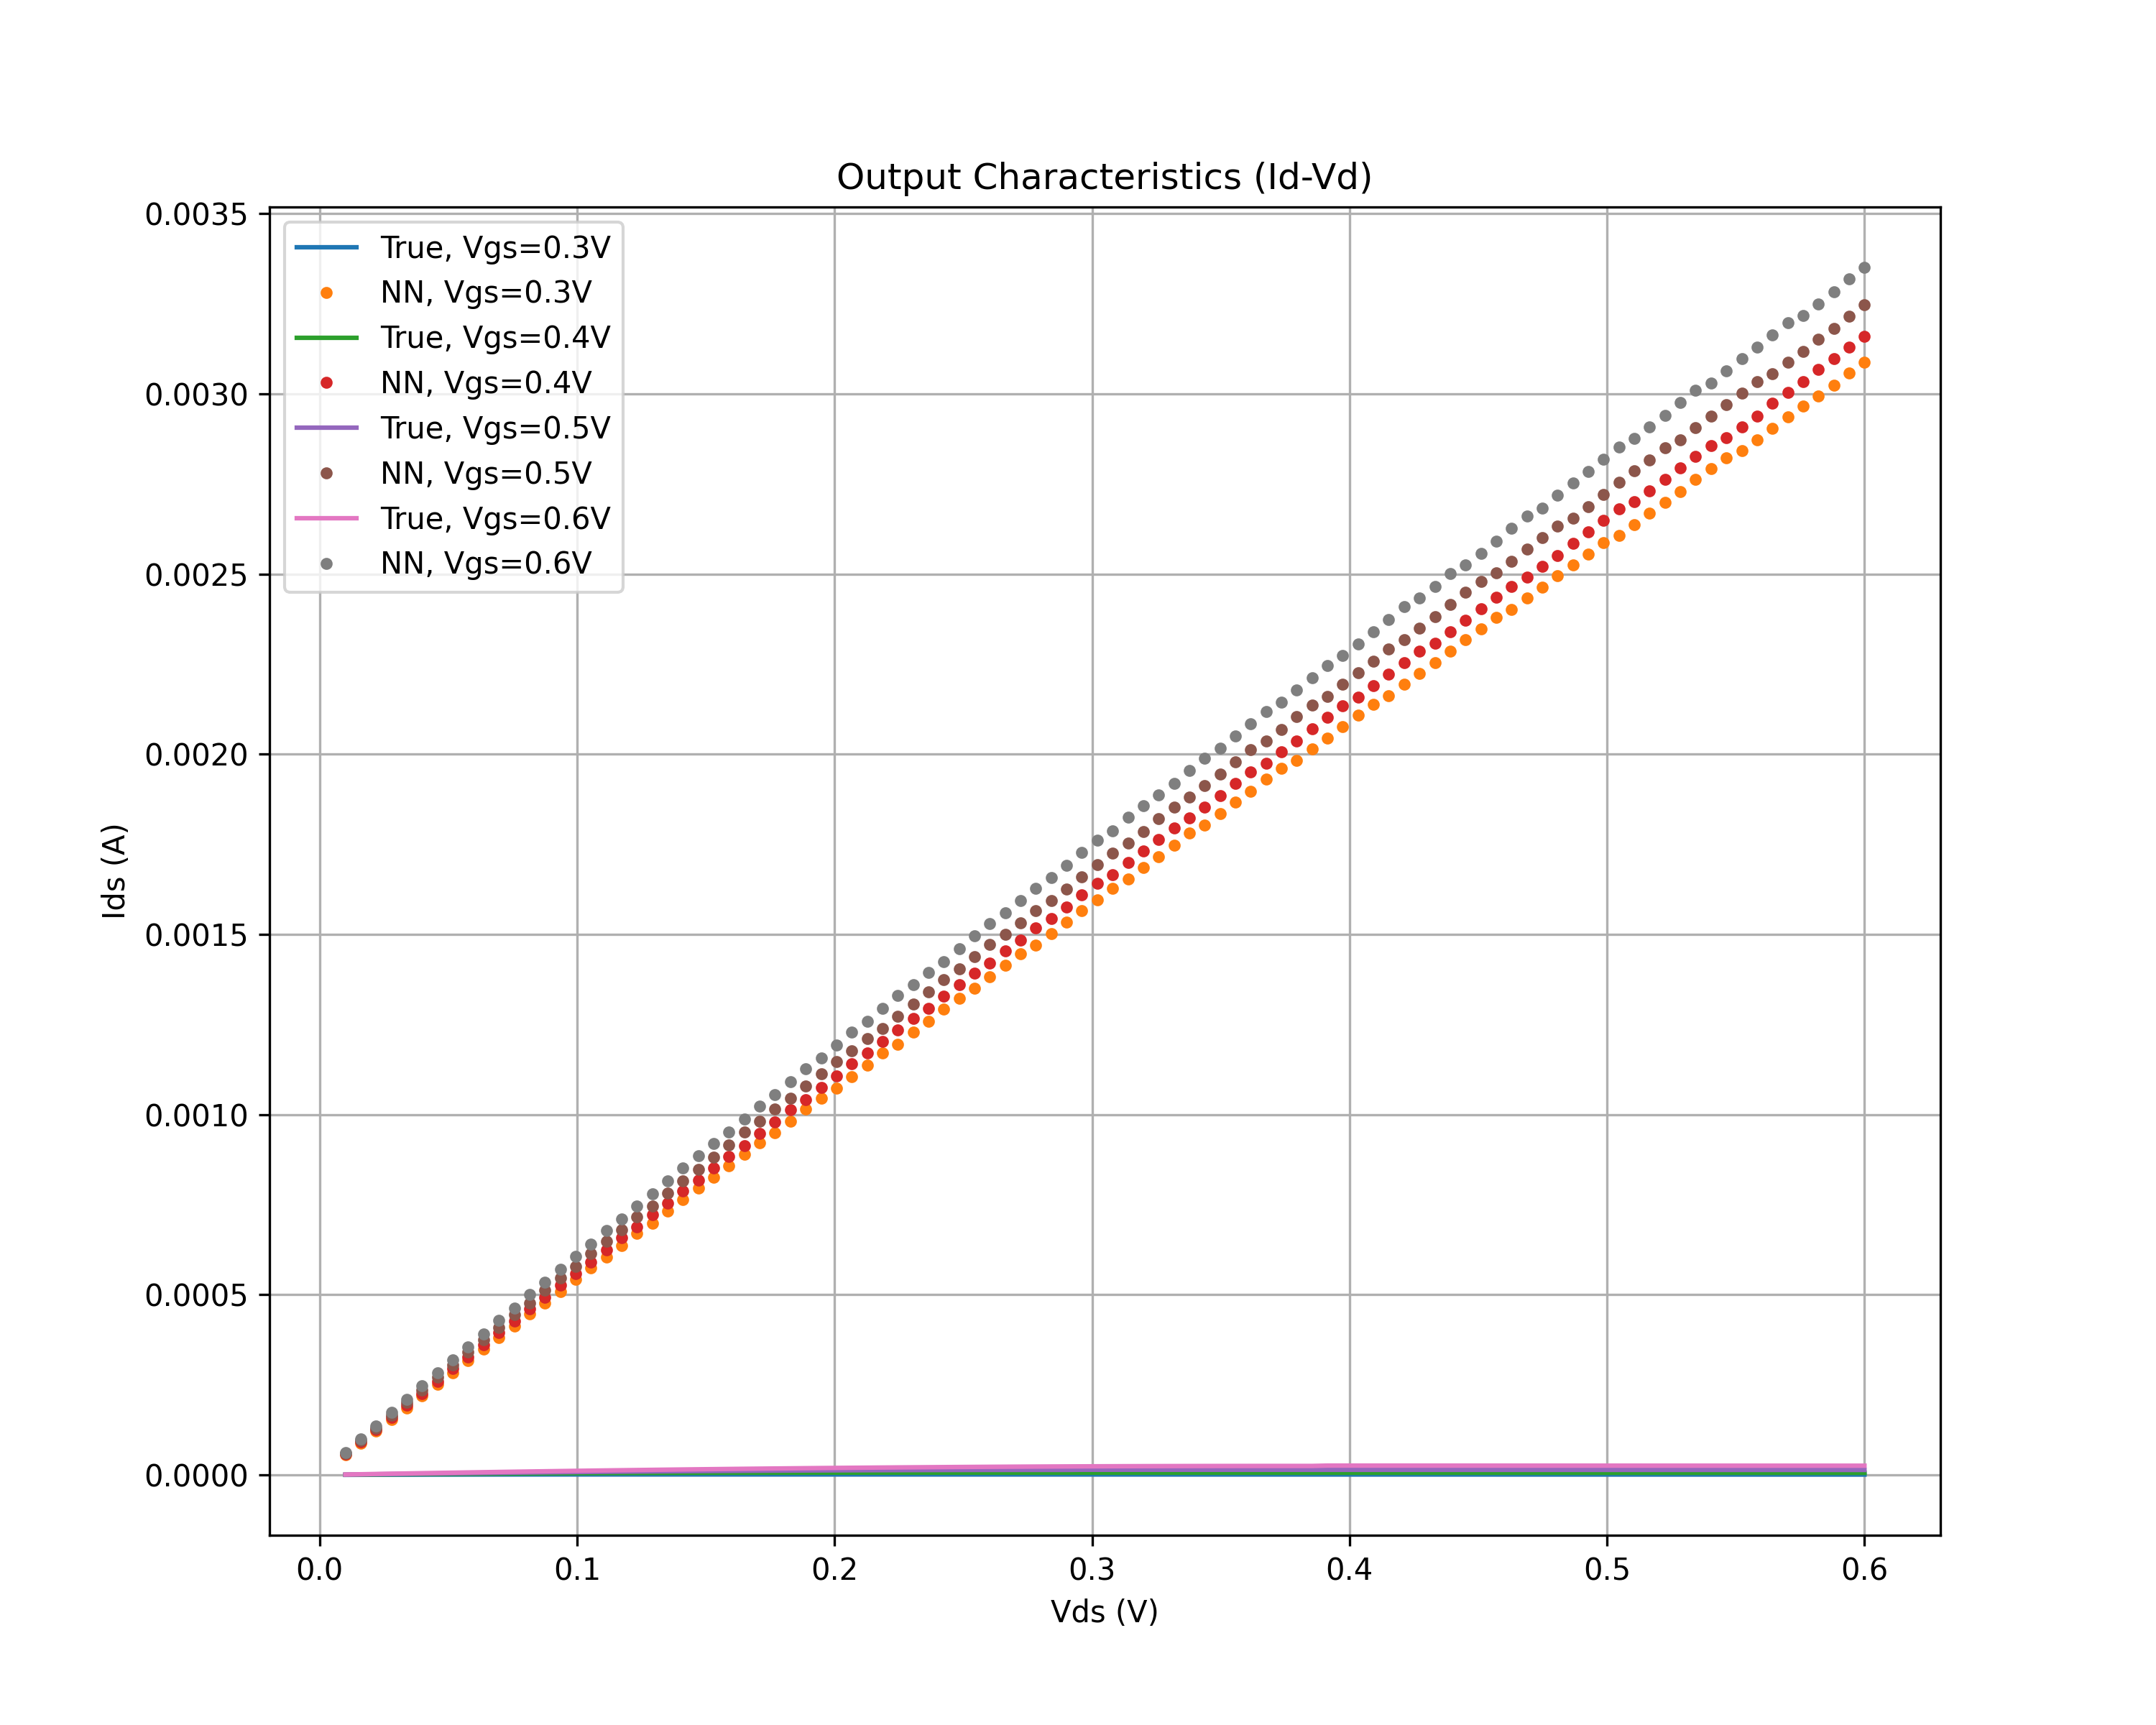 Output Characteristics (Id-Vd)
0.0035
0.0030
0.0025
0.0020
0.0015
0.0010
0.0005
0.0000
Ids (A)
True, Vgs=0.3V
NN, Vgs=0.3V
True, Vgs=0.4V
NN, Vgs=0.4V
True, Vgs=0.5V
NN, Vgs=0.5V
True, Vgs=0.6V
NN, Vgs=0.6V
0.0 0.1 0.2 0.3 0.4 0.5 0.6
Vds (V)